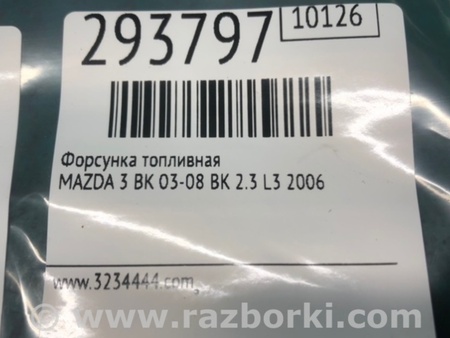 293797
10126
Форсунка топливная
MAZDA 3 BK 03-08 BK 2.3 L3 2006
www.3234444.com
www.razborki.com